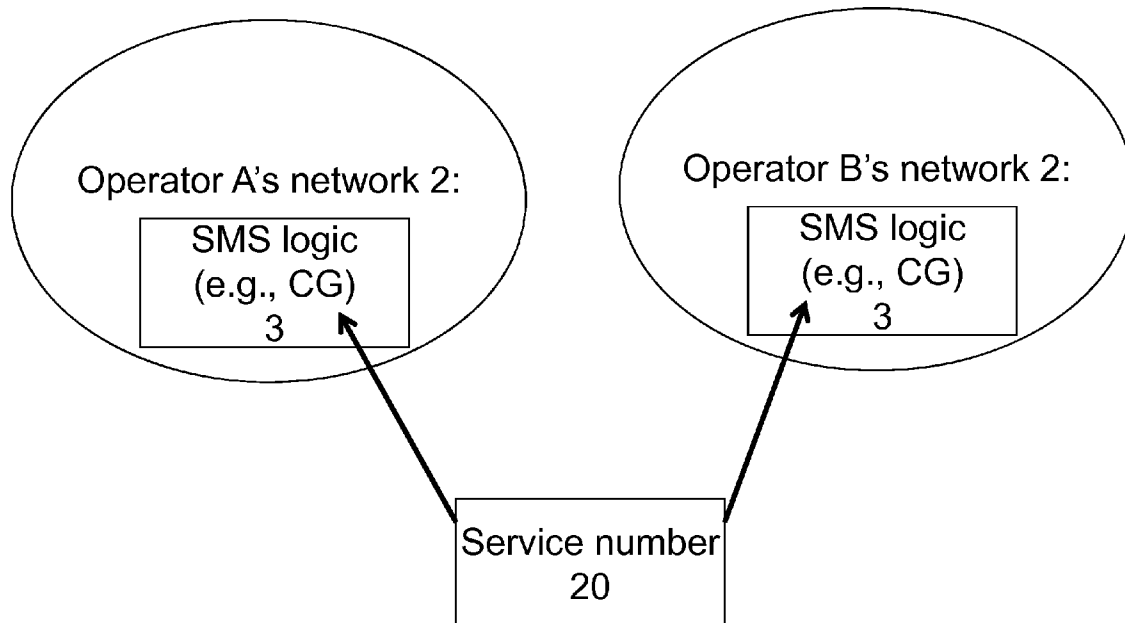 Operator A's network 2:
SMS logic
(e.g., CG)
3
Operator B's network 2:
SMS logic
(e.g., CG)
3
Service number
20